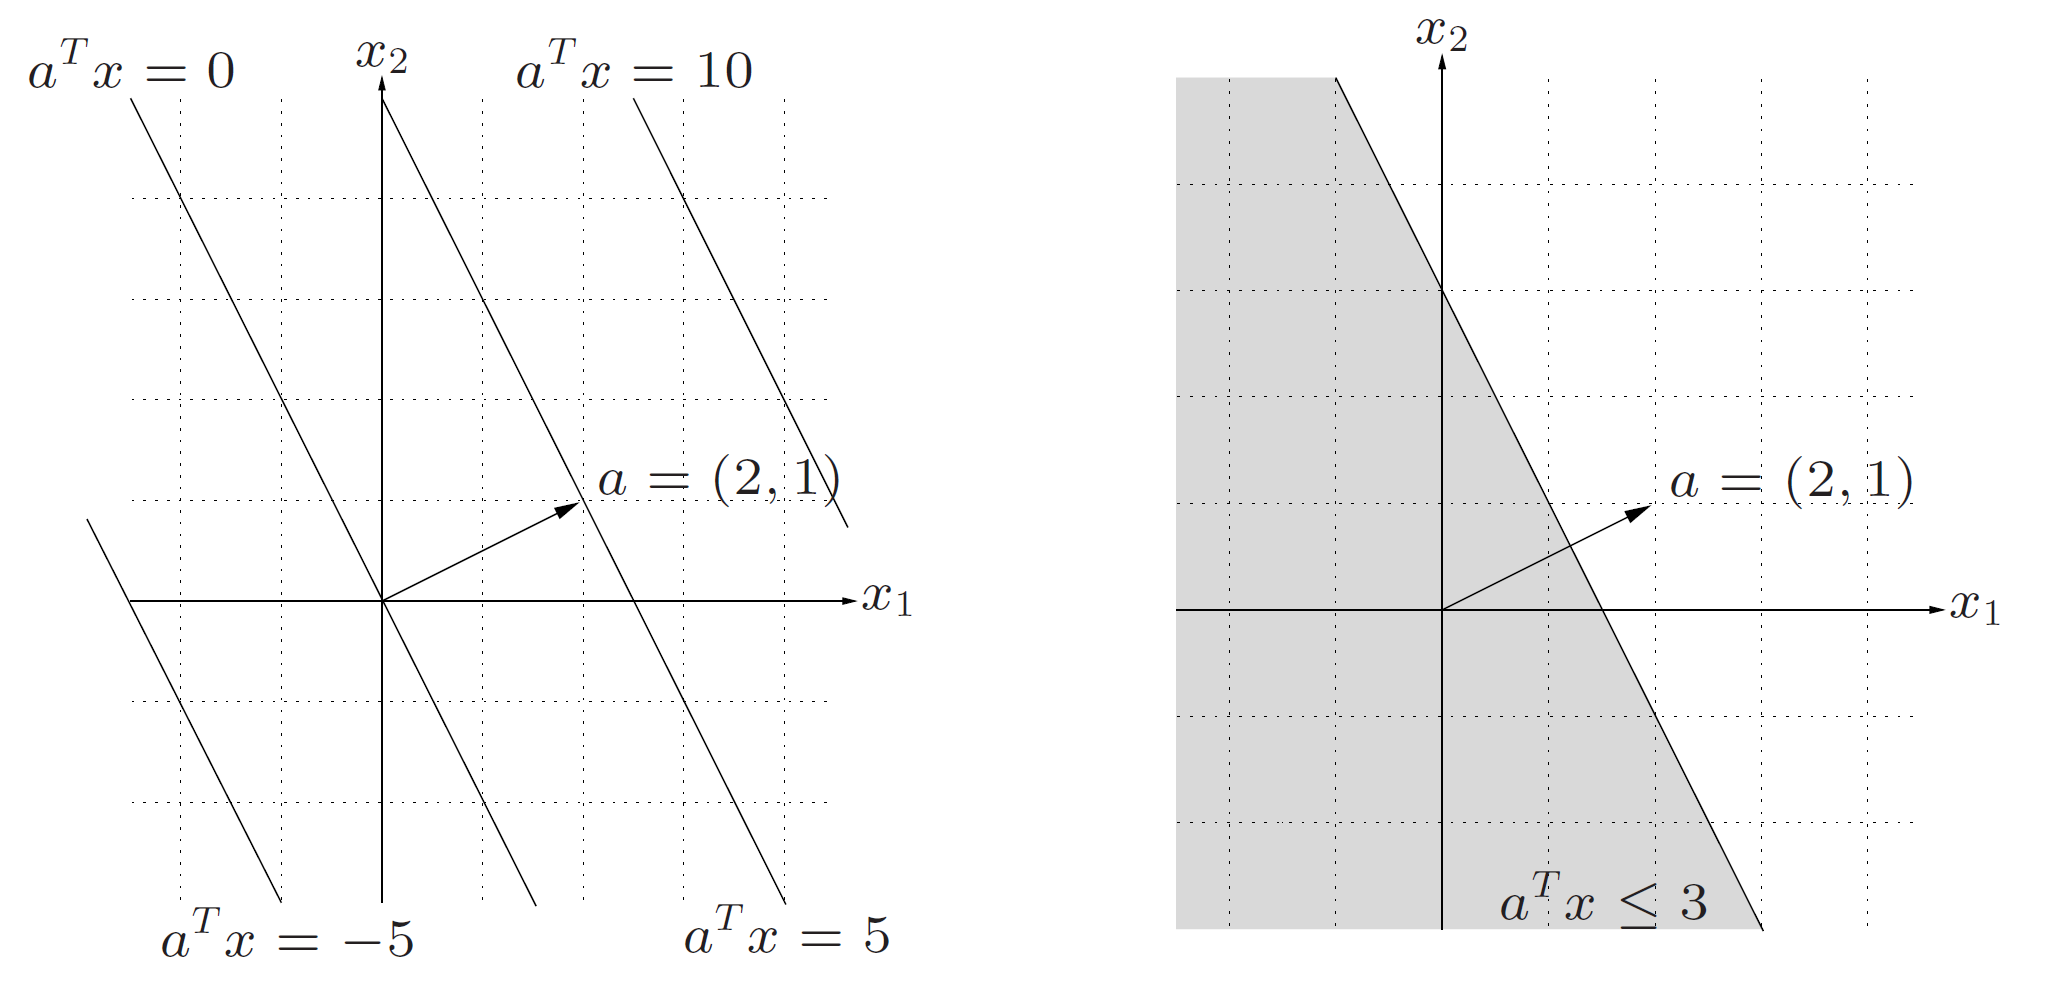 a^T x = 0
x_2
a^T x = 10
a = (2, 1)
x_1
a^T x = −5
a^T x = 5
x_2
a = (2, 1)
x_1
a^T x ≤ 3